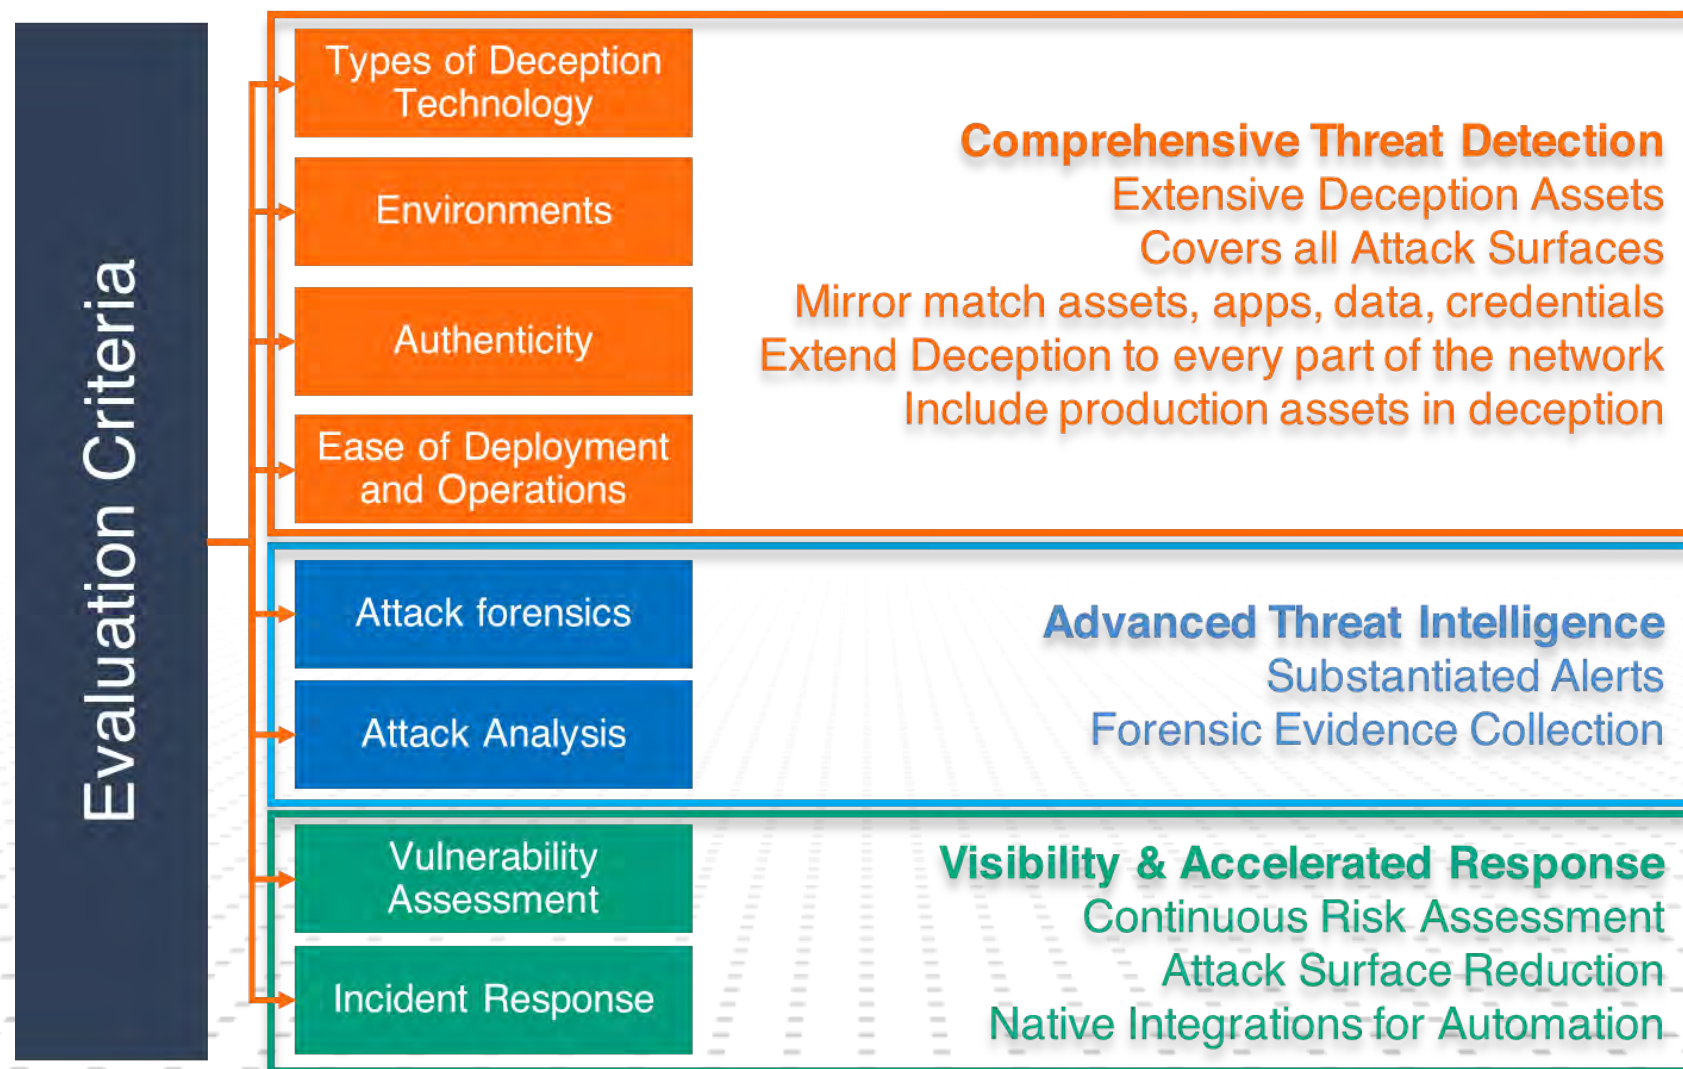 Evaluation Criteria
Types of Deception
Technology
Environments
Authenticity
Ease of Deployment
and Operations
Comprehensive Threat Detection
Extensive Deception Assets
Covers all Attack Surfaces
Mirror match assets, apps, data, credentials
Extend Deception to every part of the network
Include production assets in deception
Attack forensics
Attack Analysis
Advanced Threat Intelligence
Substantiated Alerts
Forensic Evidence Collection
Vulnerability
Assessment
Incident Response
Visibility & Accelerated Response
Continuous Risk Assessment
Attack Surface Reduction
Native Integrations for Automation